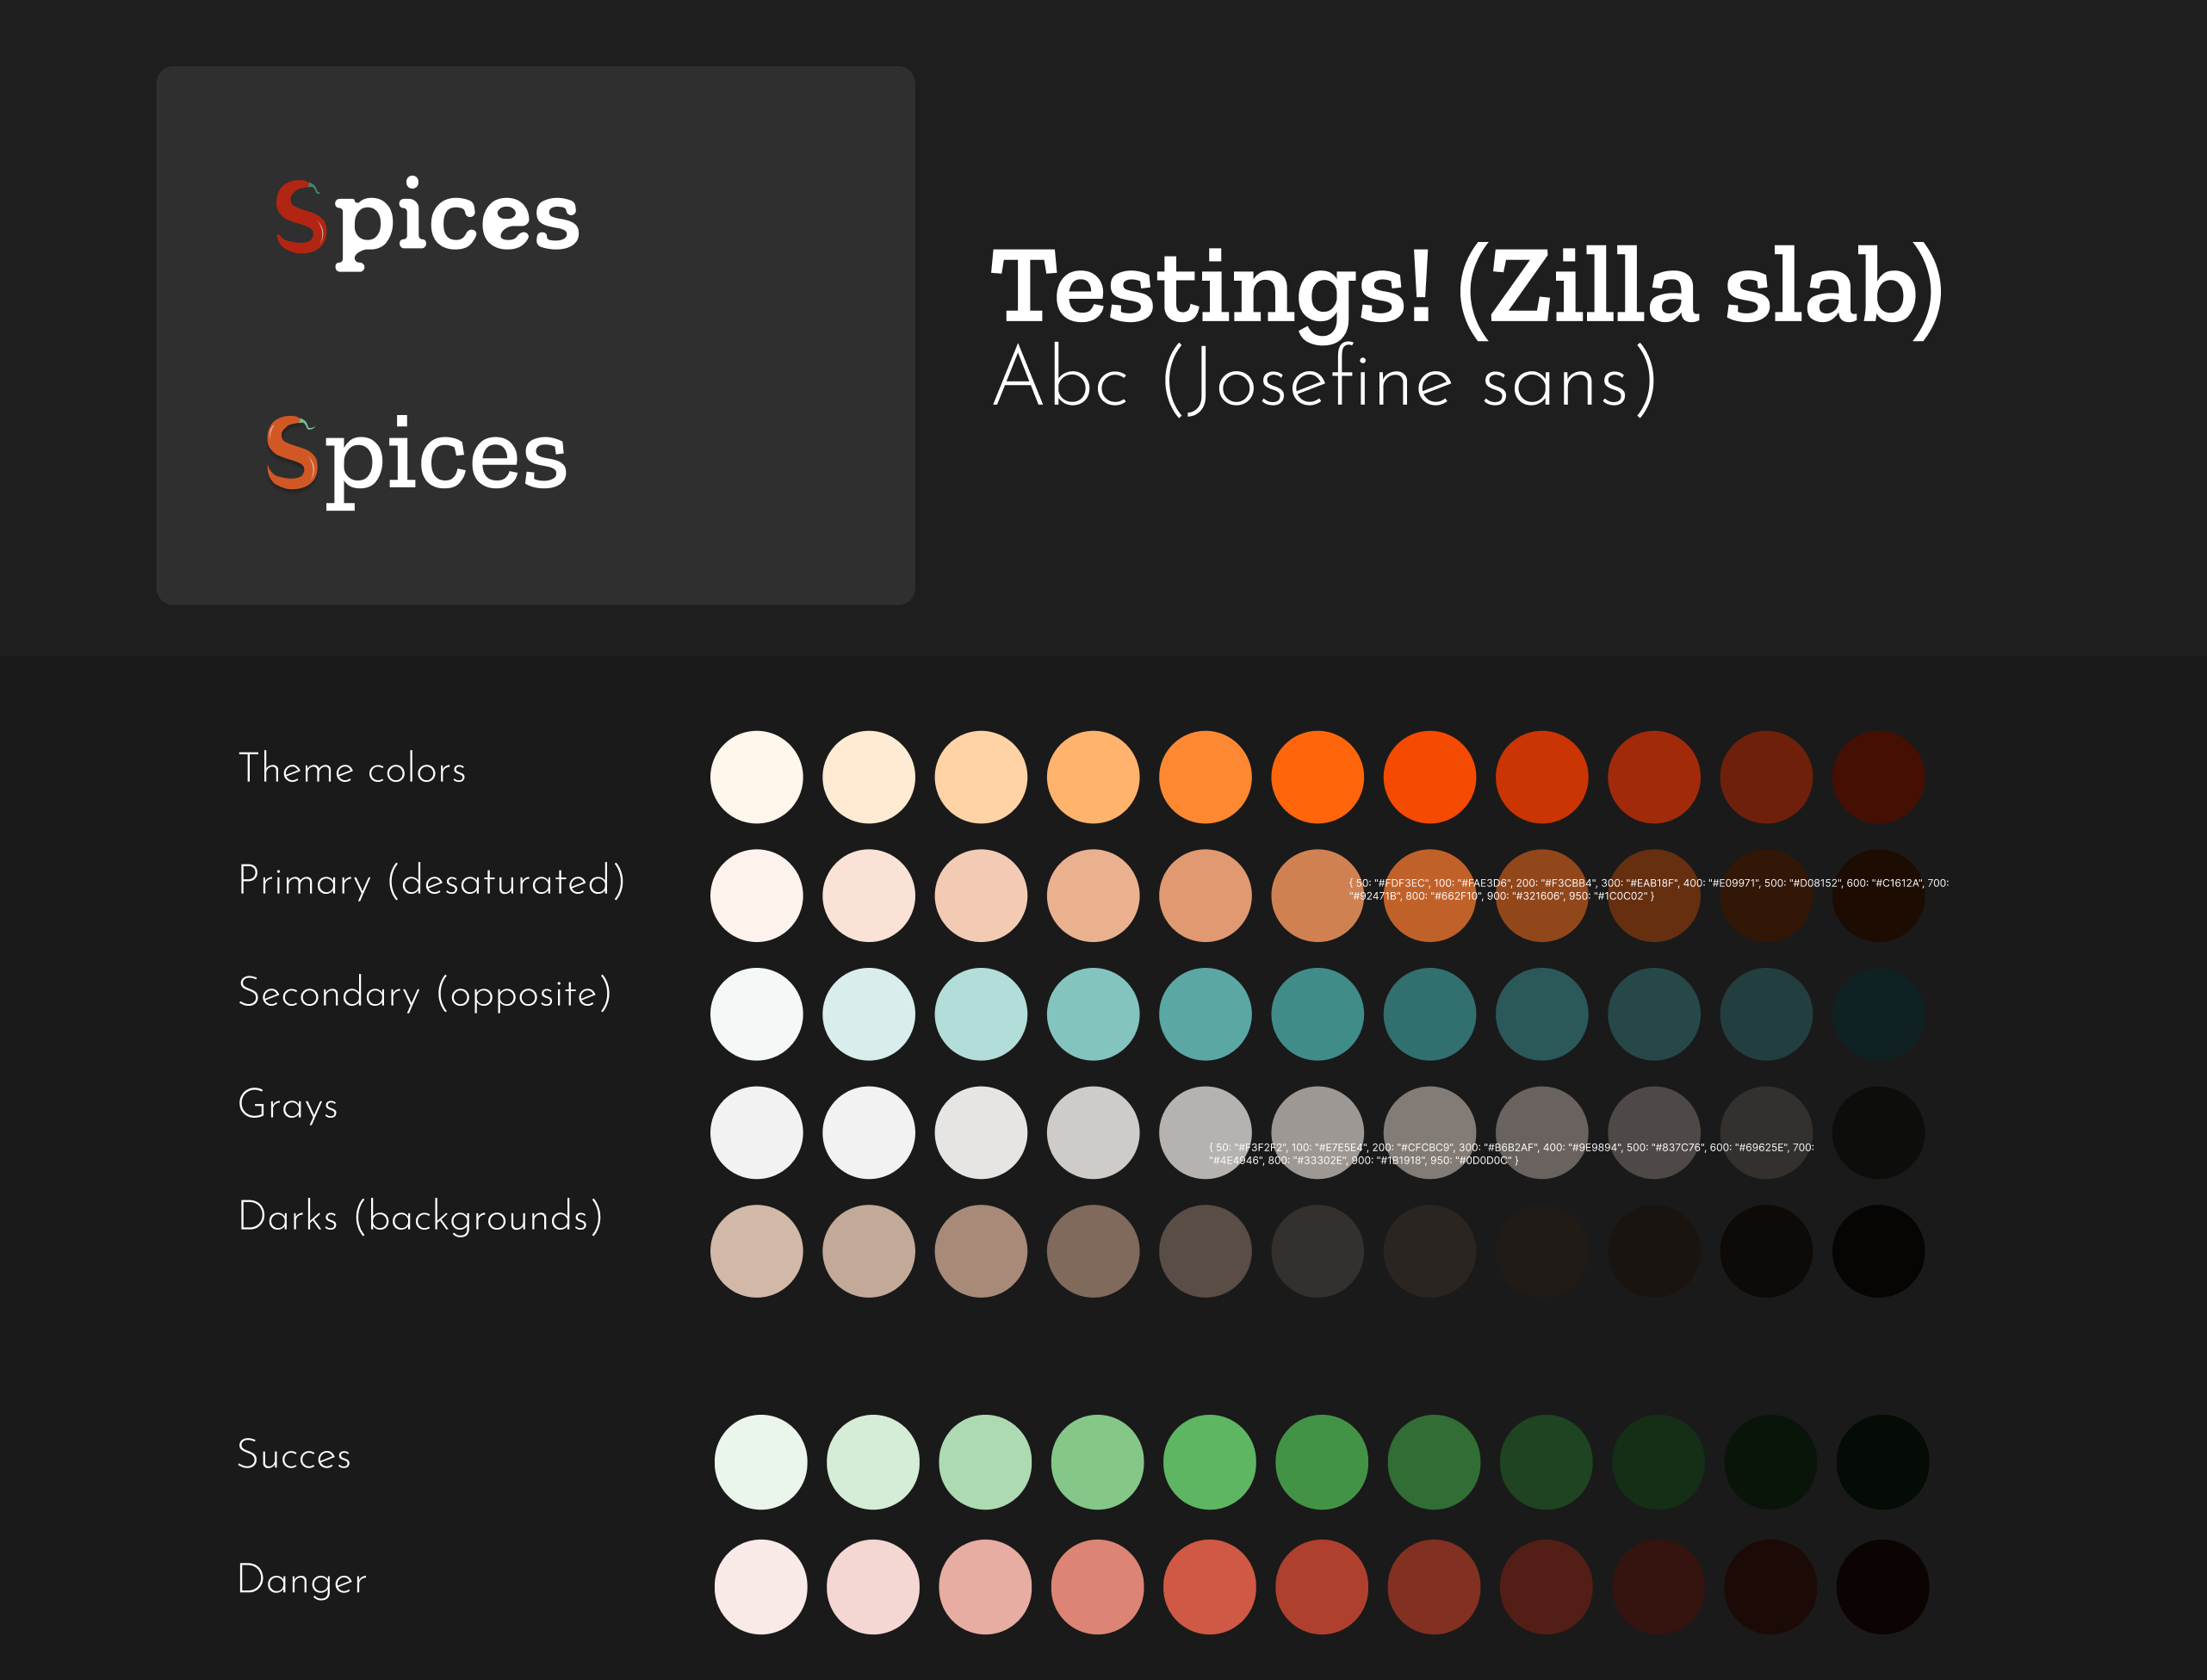 Spices
Testings! (Zilla slab)
Abc (Josefine sans)
Spices
Theme colors
Primary (desaturated)
{ 50: "#FDF3EC", 100: "#FAE3D6", 200: "#F3CBB4", 300: "#EAB18F", 400: "#E09971", 500: "#D08152", 600: "#C1612A", 700:
"#92471B", 800: "#662F10", 900: "#321606", 950: "#1C0C02" }
Secondary (opposite)
Grays
{ 50: "#F3F2F2", 100: "#E7E5E4", 200: "#CFCBC9", 300: "#B6B2AF", 400: "#9E9894", 500: "#837C76", 600: "#69625E", 700:
"#4E4946", 800: "#33302E", 900: "#1B1918", 950: "#0D0D0C" }
Darks (backgrounds)
Succes
Danger